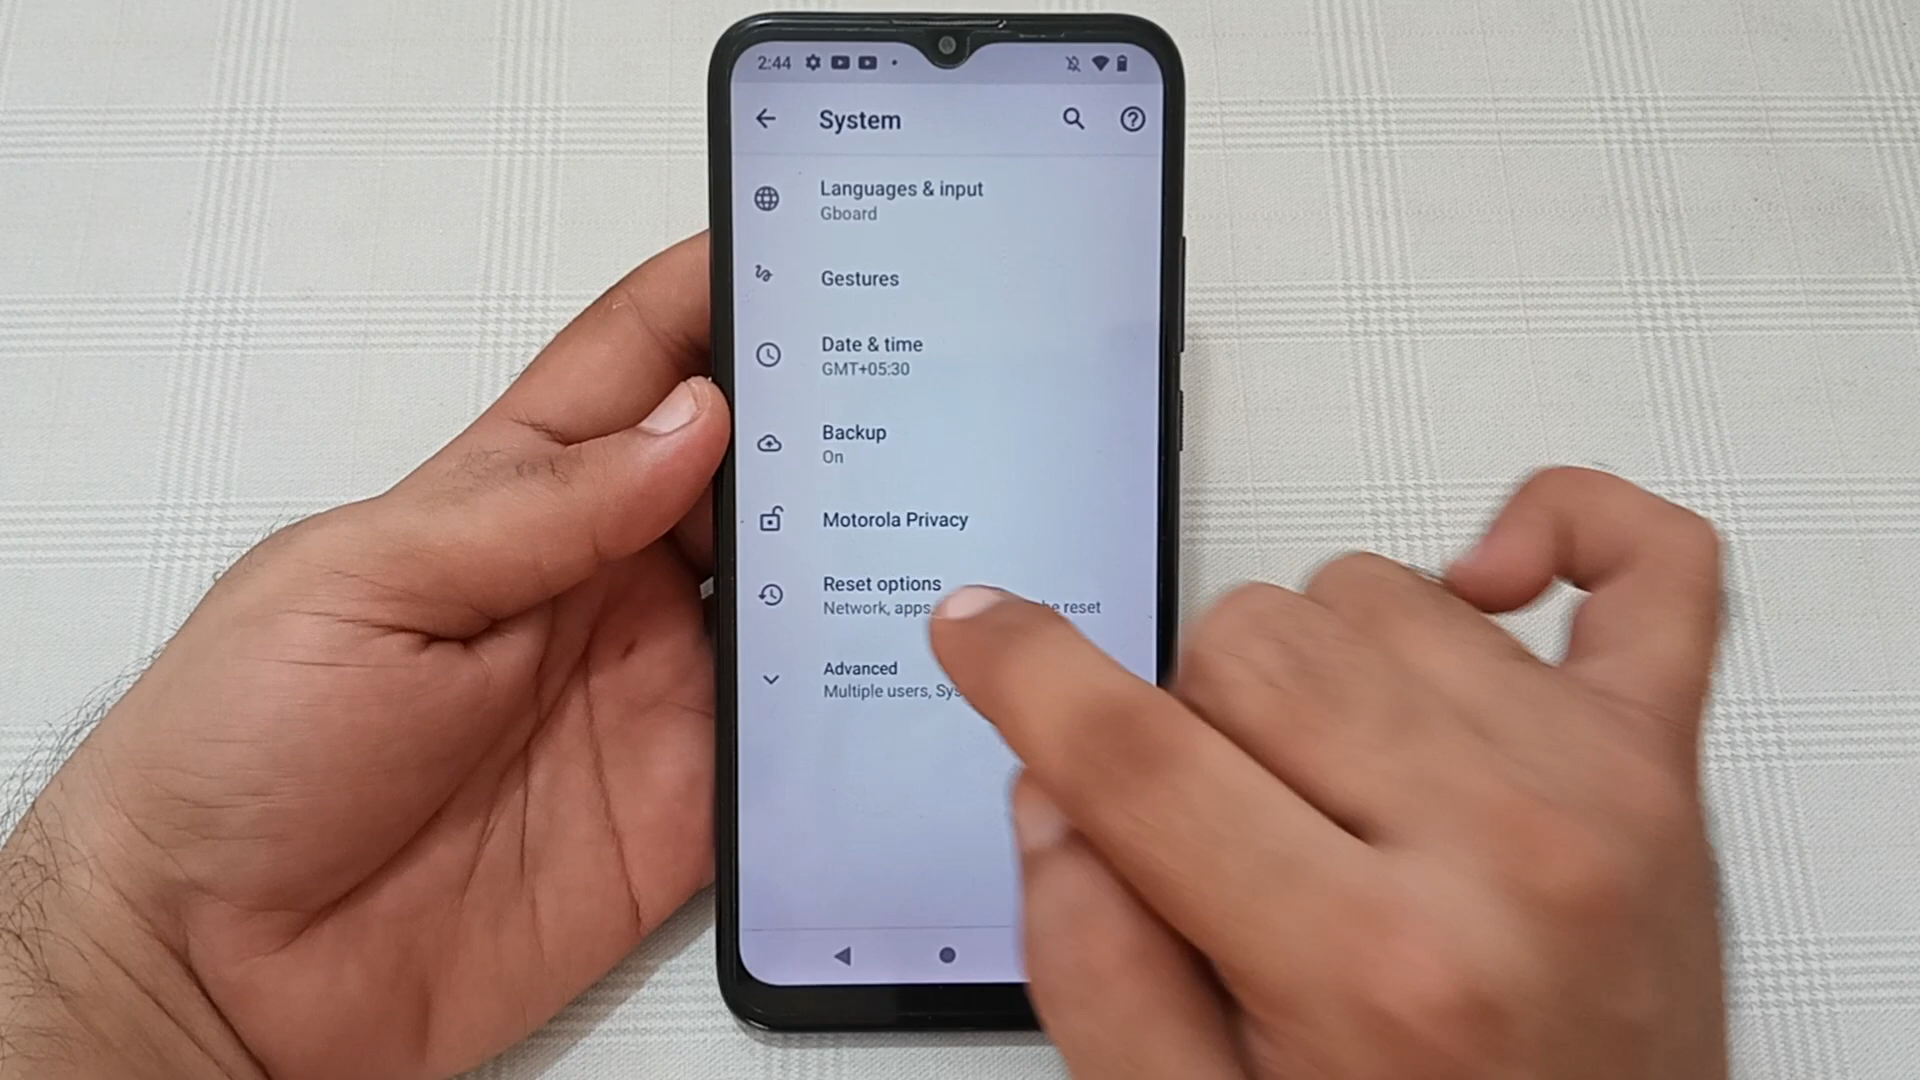 2:44
System
Languages & input
Gboard
Gestures
Date & time
GMT+05:30
Backup
On
Motorola Privacy
Reset options
Network, apps, be reset
Advanced
Multiple users,